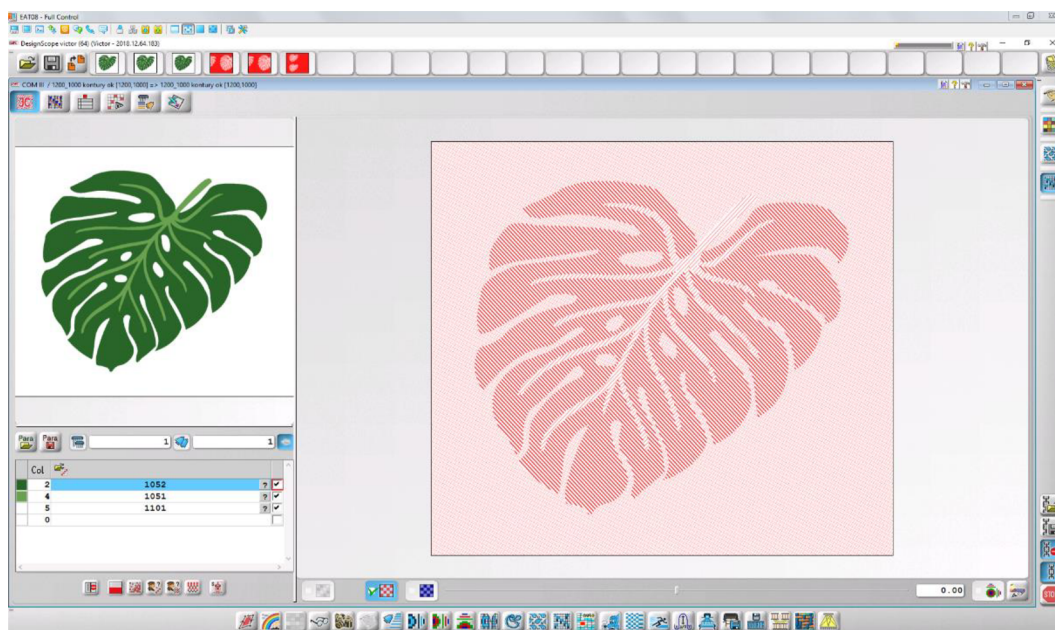 EAT08 - Full Control
DesignScope victor (64) (Victor - 2018.12.64.183)
COM III / 1200_1000 kontury ok [1200,1000] => 1200_1000 kontury ok [1200,1000]
Para Para 1 1
Col
2 1052 ?
4 1051 ?
5 1101 ?
0
0.00
STOP